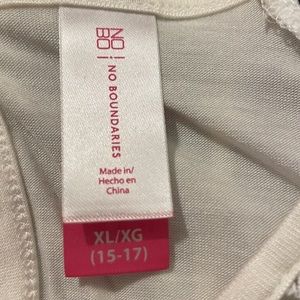 NO
BO
NO BOUNDARIES
Made in/
Hecho en
China
XL/XG
(15-17)